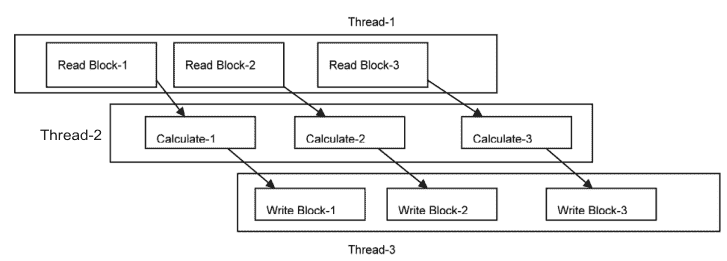 Thread-1
Read Block-1
Read Block-2
Read Block-3
Thread-2
Calculate-1
Calculate-2
Calculate-3
Write Block-1
Write Block-2
Write Block-3
Thread-3